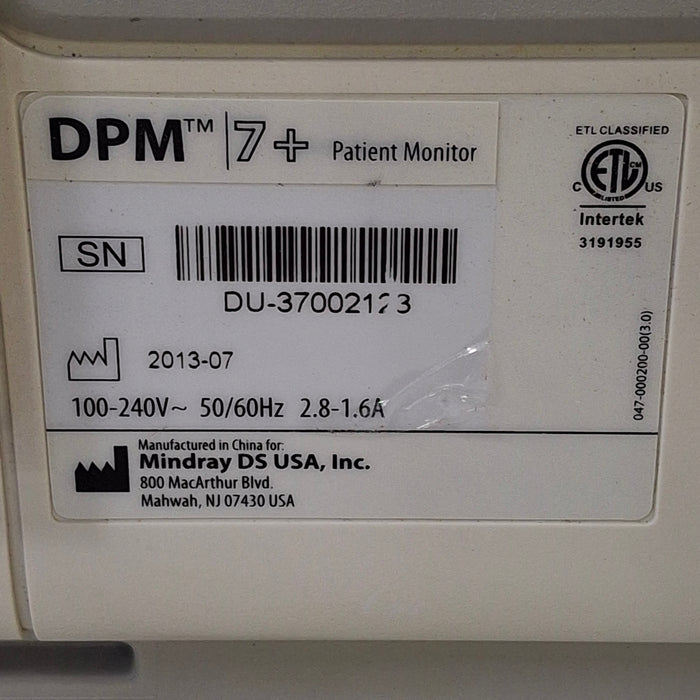 DPM™ 7+ Patient Monitor
ETL CLASSIFIED
ETL CM
C US
LISTED
Intertek
3191955
SN
2013-07
100-240V~ 50/60Hz 2.8-1.6A
047-000200-00(3.0)
Manufactured in China for:
Mindray DS USA, Inc.
800 MacArthur Blvd.
Mahwah, NJ 07430 USA